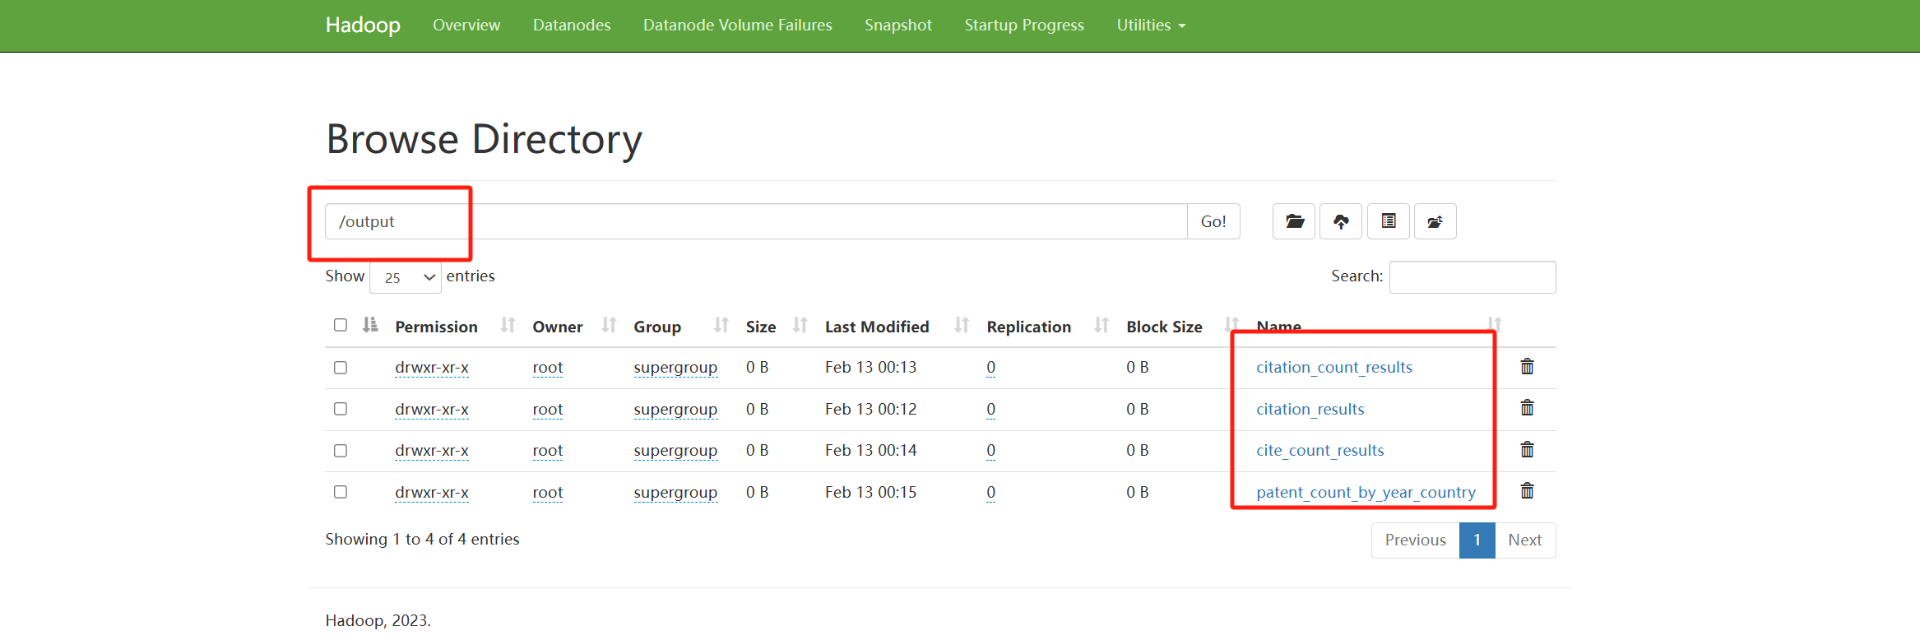 Hadoop Overview Datanodes Datanode Volume Failures Snapshot Startup Progress Utilities
Browse Directory
/output Go!
Show 25 entries Search:
Permission Owner Group Size Last Modified Replication Block Size Name
drwxr-xr-x root supergroup 0 B Feb 13 00:13 0 0 B citation_count_results
drwxr-xr-x root supergroup 0 B Feb 13 00:12 0 0 B citation_results
drwxr-xr-x root supergroup 0 B Feb 13 00:14 0 0 B cite_count_results
drwxr-xr-x root supergroup 0 B Feb 13 00:15 0 0 B patent_count_by_year_country
Showing 1 to 4 of 4 entries Previous 1 Next
Hadoop, 2023.